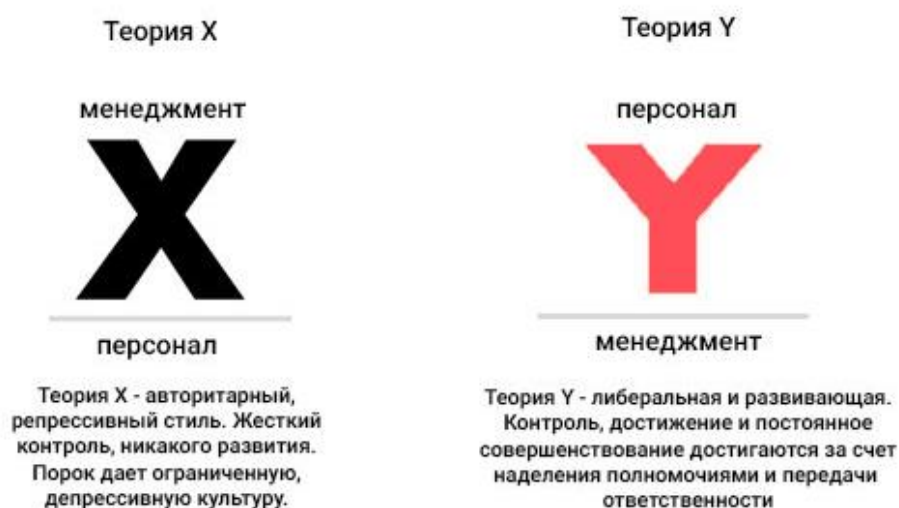 Теория X
менеджмент
X
персонал
Теория X - авторитарный,
репрессивный стиль. Жесткий
контроль, никакого развития.
Порок дает ограниченную,
депрессивную культуру.
Теория Y
персонал
Y
менеджмент
Теория Y - либеральная и развивающая.
Контроль, достижение и постоянное
совершенствование достигаются за счет
наделения полномочиями и передачи
ответственности